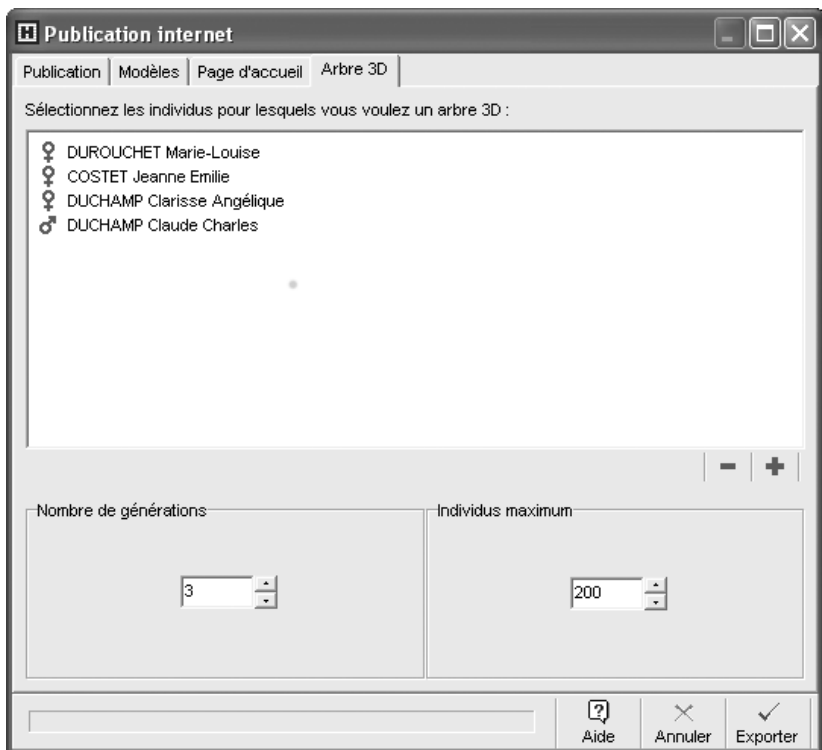 Publication internet
Publication Modèles Page d'accueil Arbre 3D
Sélectionnez les individus pour lesquels vous voulez un arbre 3D :
DUROUCHET Marie-Louise
COSTET Jeanne Emilie
DUCHAMP Clarisse Angélique
DUCHAMP Claude Charles
Nombre de générations Individus maximum
3 200
Aide Annuler Exporter